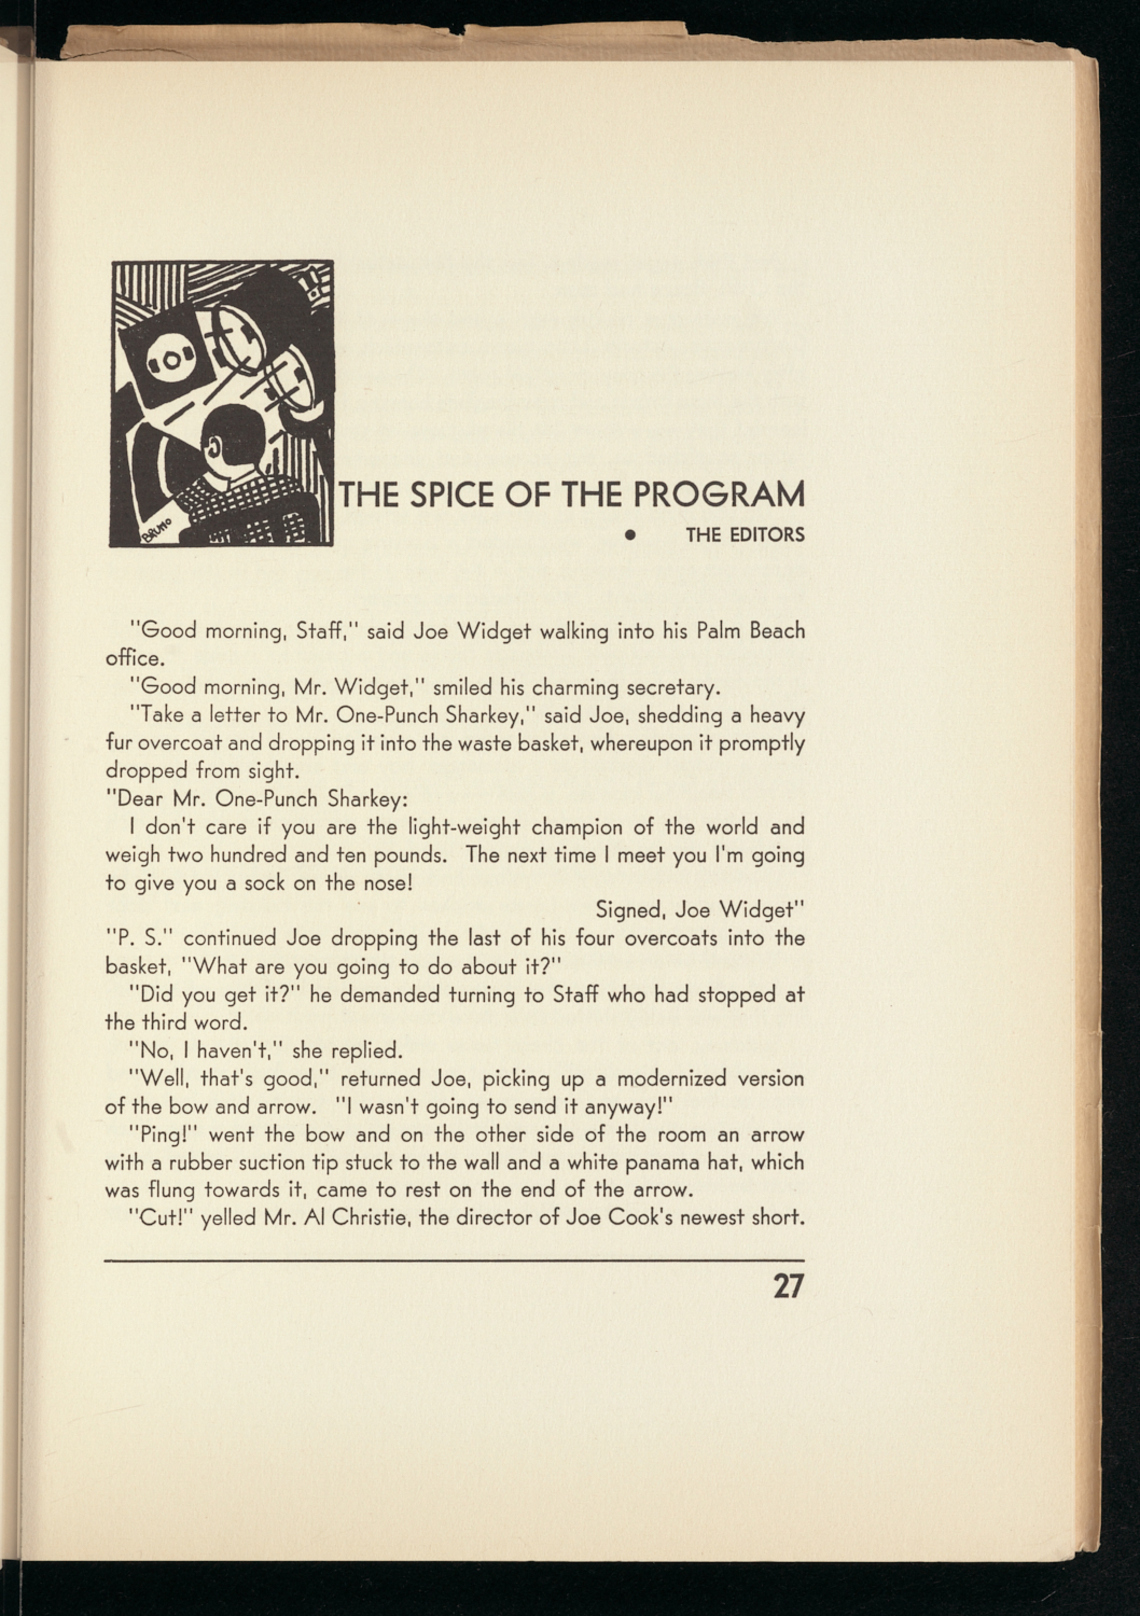 BRUNO
THE SPICE OF THE PROGRAM
● THE EDITORS
"Good morning, Staff," said Joe Widget walking into his Palm Beach
office.
"Good morning, Mr. Widget," smiled his charming secretary.
"Take a letter to Mr. One-Punch Sharkey," said Joe, shedding a heavy
fur overcoat and dropping it into the waste basket, whereupon it promptly
dropped from sight.
"Dear Mr. One-Punch Sharkey:
I don't care if you are the light-weight champion of the world and
weigh two hundred and ten pounds. The next time I meet you I'm going
to give you a sock on the nose!
Signed, Joe Widget"
"P. S." continued Joe dropping the last of his four overcoats into the
basket, "What are you going to do about it?"
"Did you get it?" he demanded turning to Staff who had stopped at
the third word.
"No, I haven't," she replied.
"Well, that's good," returned Joe, picking up a modernized version
of the bow and arrow. "I wasn't going to send it anyway!"
"Ping!" went the bow and on the other side of the room an arrow
with a rubber suction tip stuck to the wall and a white panama hat, which
was flung towards it, came to rest on the end of the arrow.
"Cut!" yelled Mr. Al Christie, the director of Joe Cook's newest short.
27